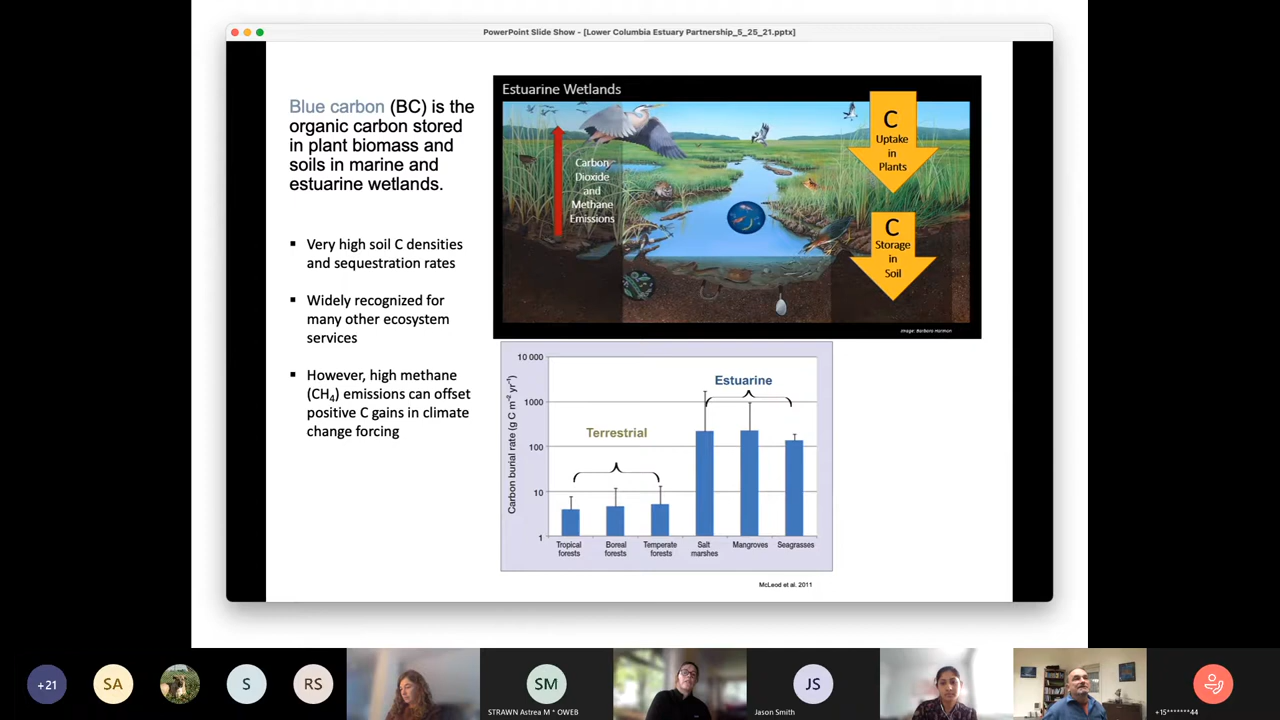 PowerPoint Slide Show - [Lower Columbia Estuary Partnership_5_25_21.pptx]
Blue carbon (BC) is the
organic carbon stored
in plant biomass and
soils in marine and
estuarine wetlands.
▪ Very high soil C densities
and sequestration rates
▪ Widely recognized for
many other ecosystem
services
▪ However, high methane
(CH4) emissions can offset
positive C gains in climate
change forcing
Estuarine Wetlands
Carbon
Dioxide
and
Methane
Emissions
C
Uptake
in
Plants
C
Storage
in
Soil
Image: Barbara Harmon
Carbon burial rate (g C m⁻² yr⁻¹)
10 000
1000
100
10
1
Terrestrial
Estuarine
Tropical
forests
Boreal
forests
Temperate
forests
Salt
marshes
Mangroves
Seagrasses
McLeod et al. 2011
+21
SA
S
RS
SM
STRAWN Astrea M * OWEB
JS
Jason Smith
+15*******44